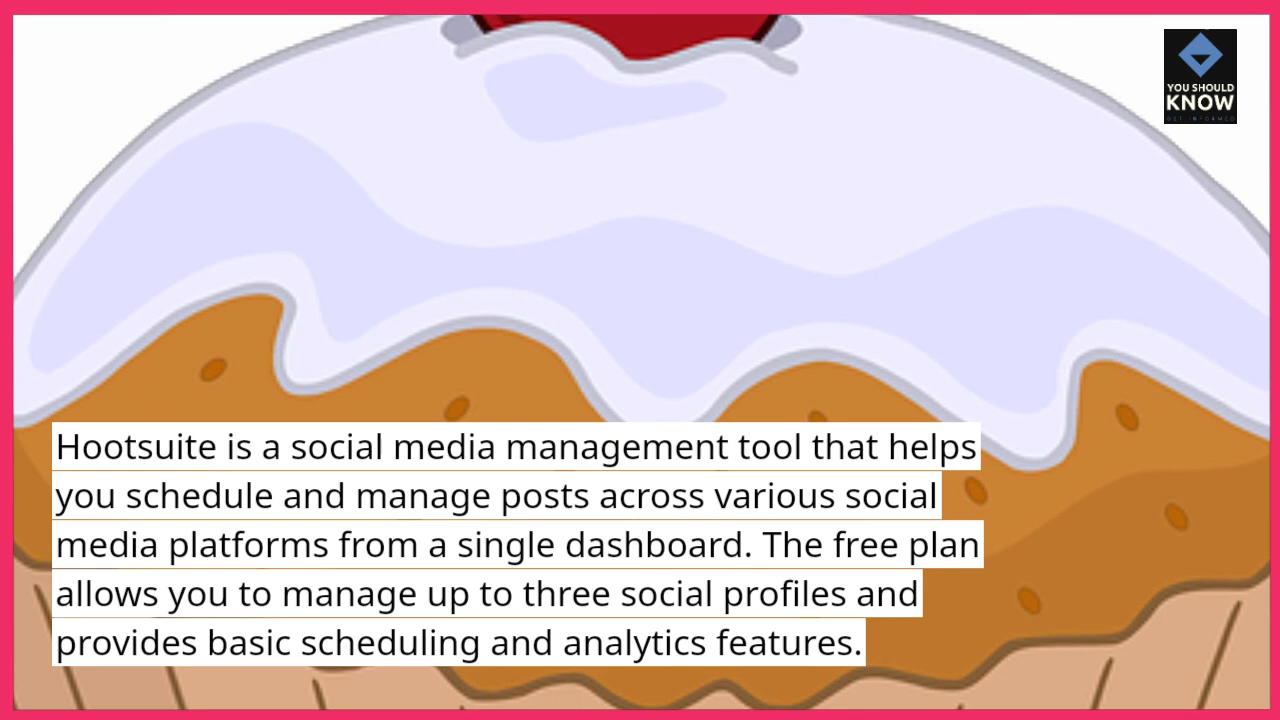 YOU SHOULD
KNOW
GET INFORMED
Hootsuite is a social media management tool that helps
you schedule and manage posts across various social
media platforms from a single dashboard. The free plan
allows you to manage up to three social profiles and
provides basic scheduling and analytics features.